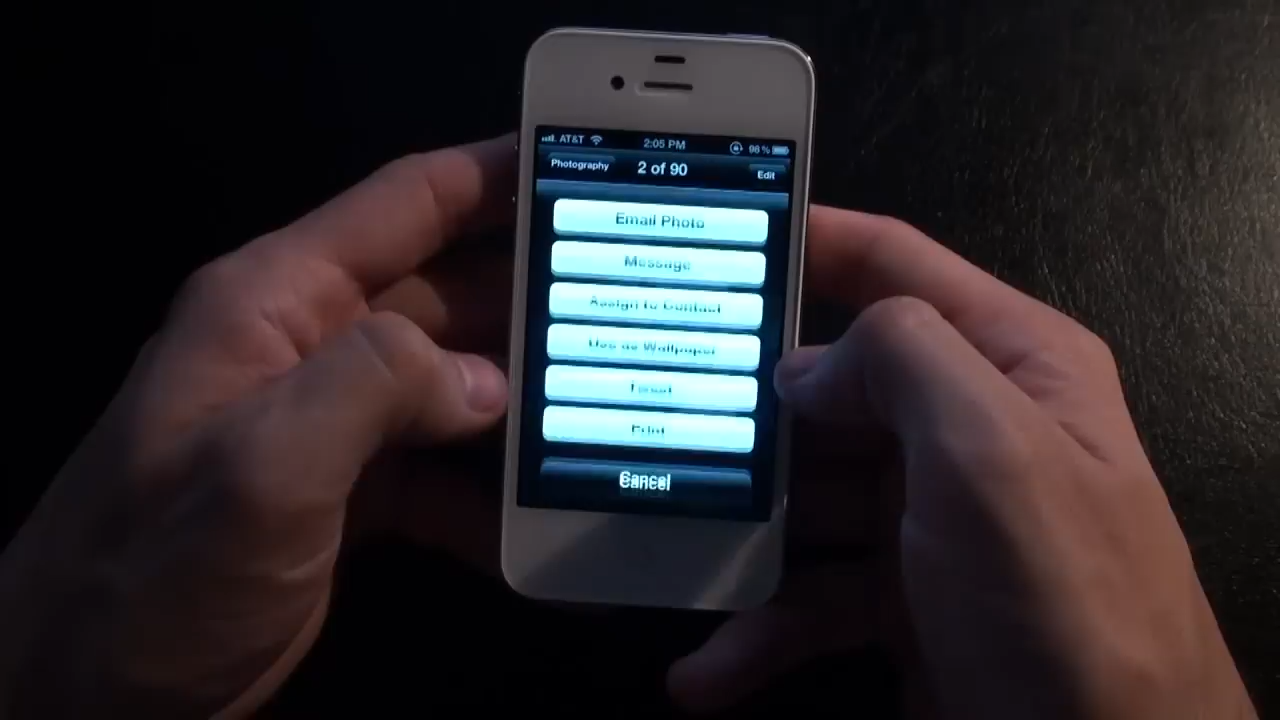 AT&T 2:05 PM 98%
Photography 2 of 90 Edit
Email Photo
Message
Assign to Contact
Use as Wallpaper
Tweet
Print
Cancel